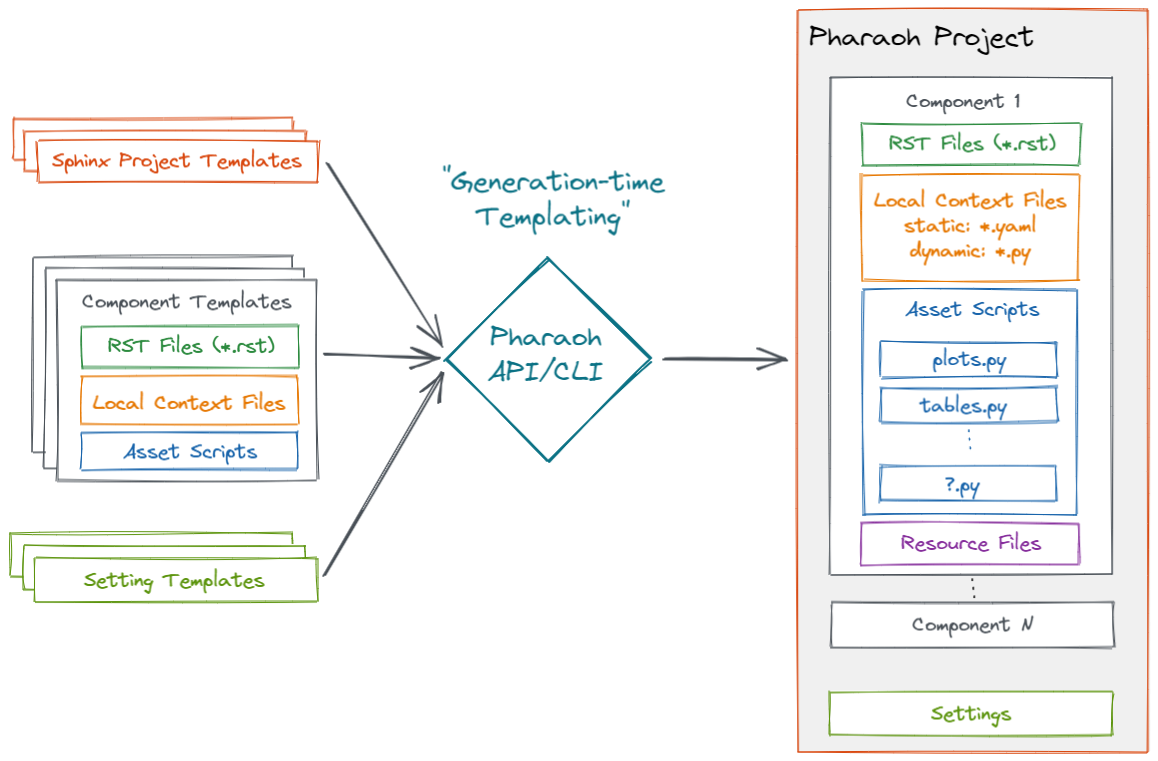 Sphinx Project Templates
Component Templates
RST Files (*.rst)
Local Context Files
Asset Scripts
Setting Templates
"Generation-time
Templating"
Pharaoh
API/CLI
Pharaoh Project
Component 1
RST Files (*.rst)
Local Context Files
static: *.yaml
dynamic: *.py
Asset Scripts
plots.py
tables.py
?.py
Resource Files
Component N
Settings